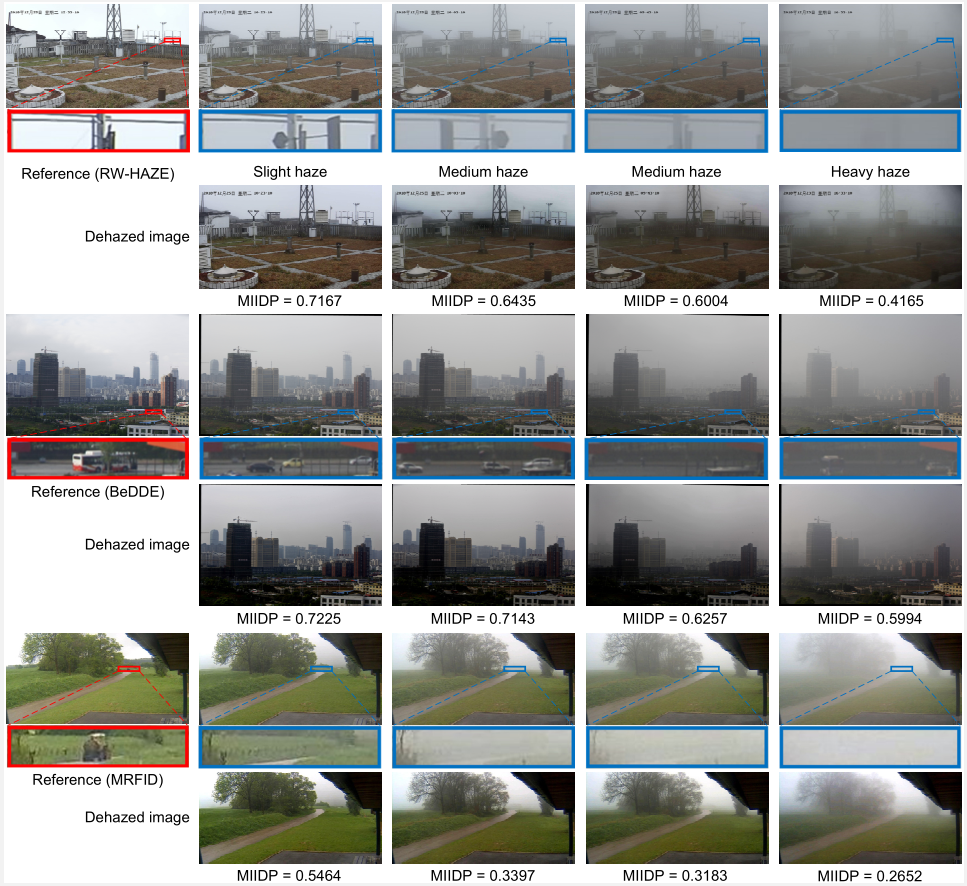 Reference (RW-HAZE)
Slight haze
Medium haze
Medium haze
Heavy haze
Dehazed image
MIIDP = 0.7167
MIIDP = 0.6435
MIIDP = 0.6004
MIIDP = 0.4165
Reference (BeDDE)
Dehazed image
MIIDP = 0.7225
MIIDP = 0.7143
MIIDP = 0.6257
MIIDP = 0.5994
Reference (MRFID)
Dehazed image
MIIDP = 0.5464
MIIDP = 0.3397
MIIDP = 0.3183
MIIDP = 0.2652